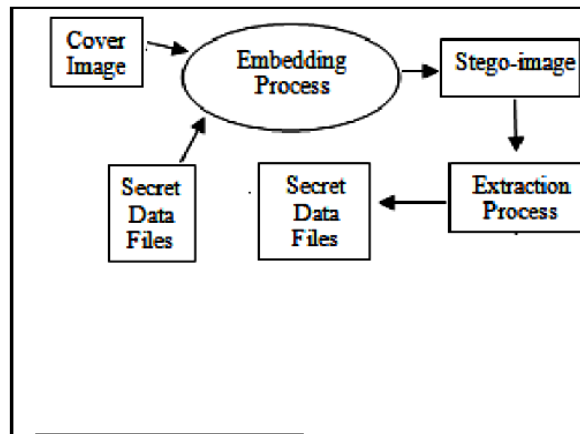 Cover
Image
Embedding
Process
Stego-image
Secret
Data
Files
Secret
Data
Files
Extraction
Process